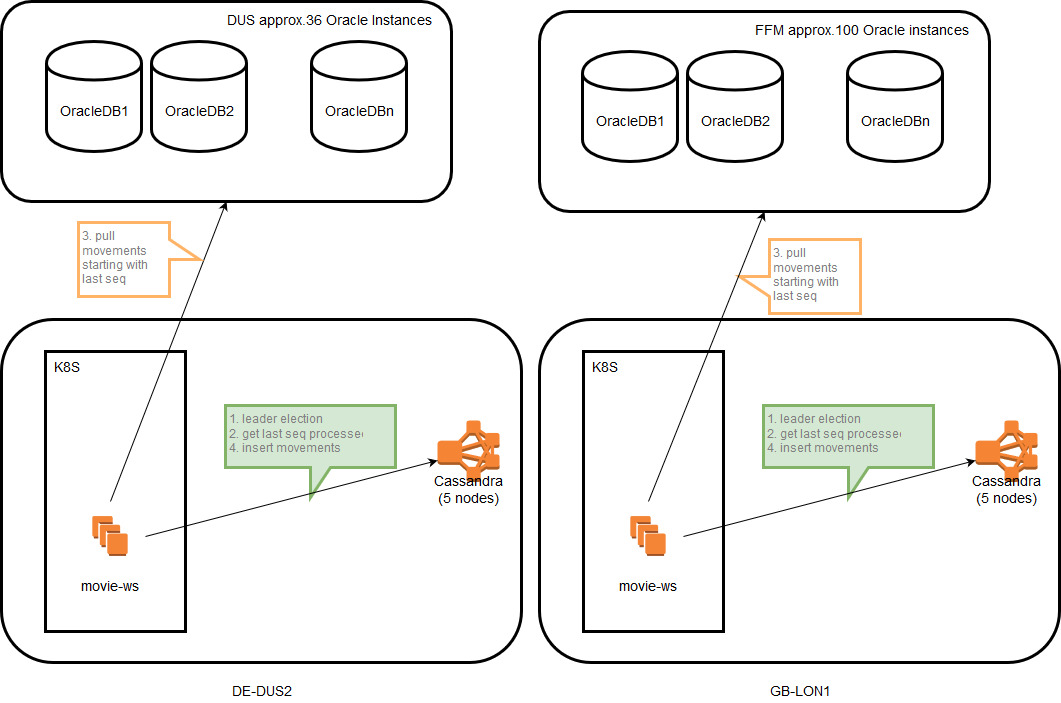 DUS approx.36 Oracle Instances
OracleDB1
OracleDB2
OracleDBn
3. pull
movements
starting with
last seq
K8S
1. leader election
2. get last seq processe
4. insert movements
Cassandra
(5 nodes)
movie-ws
DE-DUS2
FFM approx.100 Oracle instances
OracleDB1
OracleDB2
OracleDBn
3. pull
movements
starting with
last seq
K8S
1. leader election
2. get last seq processe
4. insert movements
Cassandra
(5 nodes)
movie-ws
GB-LON1